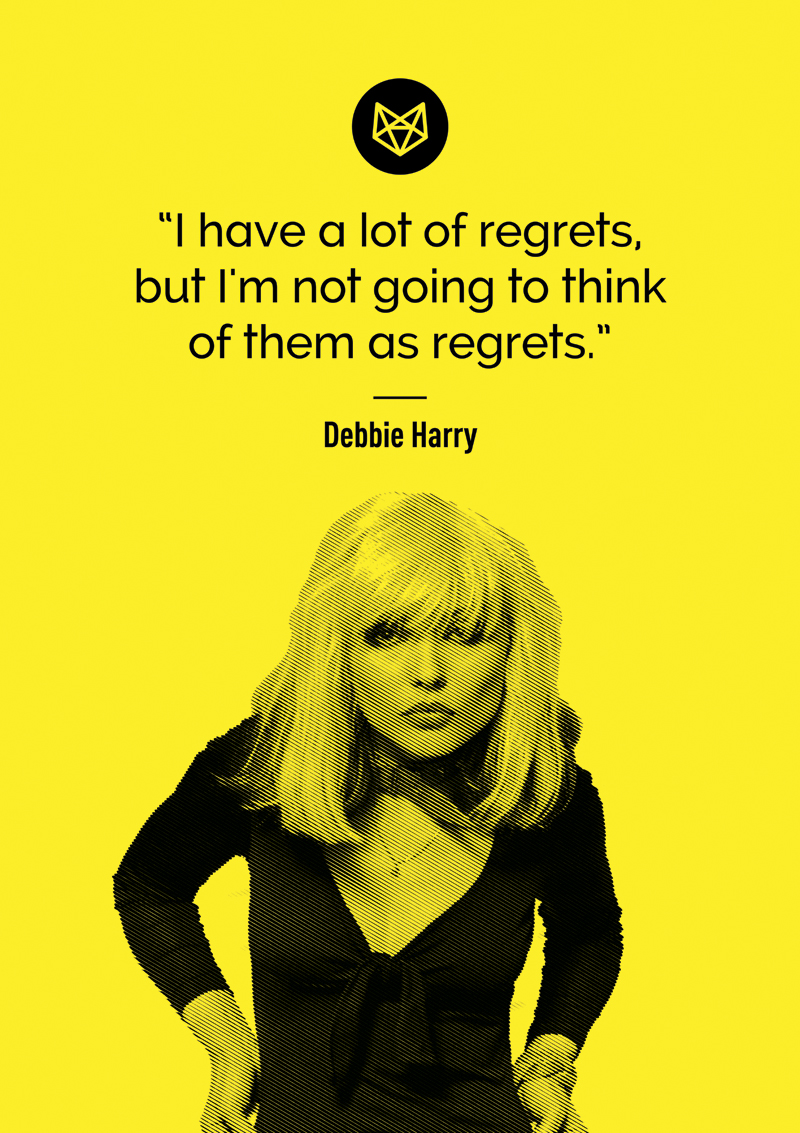 “I have a lot of regrets,
but I'm not going to think
of them as regrets.”
Debbie Harry